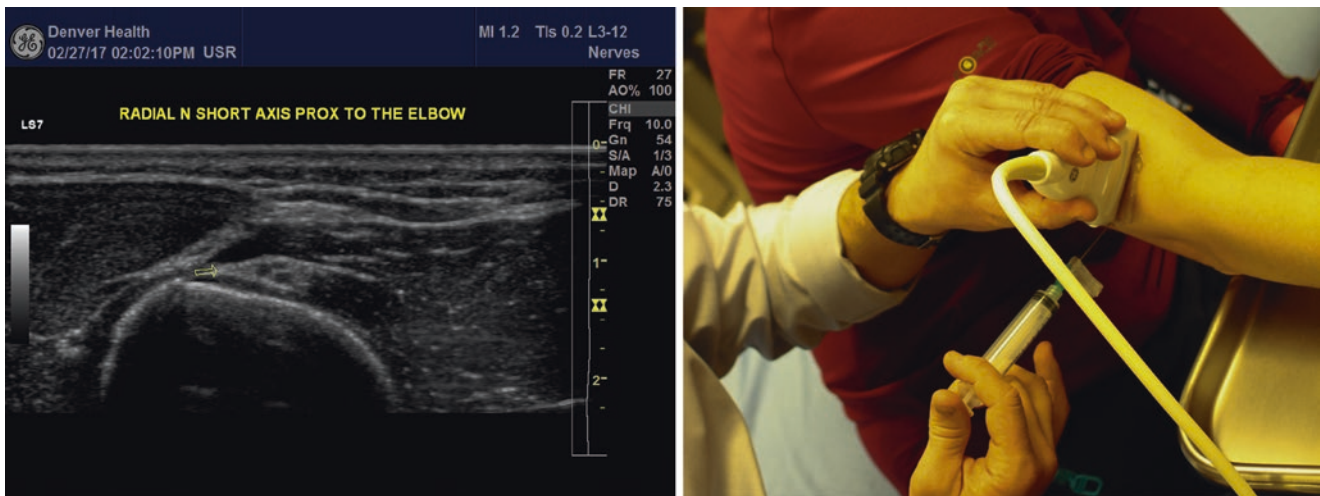 Denver Health
02/27/17 02:02:10PM USR
MI 1.2 TIs 0.2 L3-12
Nerves
FR 27
AO% 100
CHI
Frq 10.0
Gn 54
S/A 1/3
Map A/0
D 2.3
DR 75
RADIAL N SHORT AXIS PROX TO THE ELBOW
LS7
0
1
2